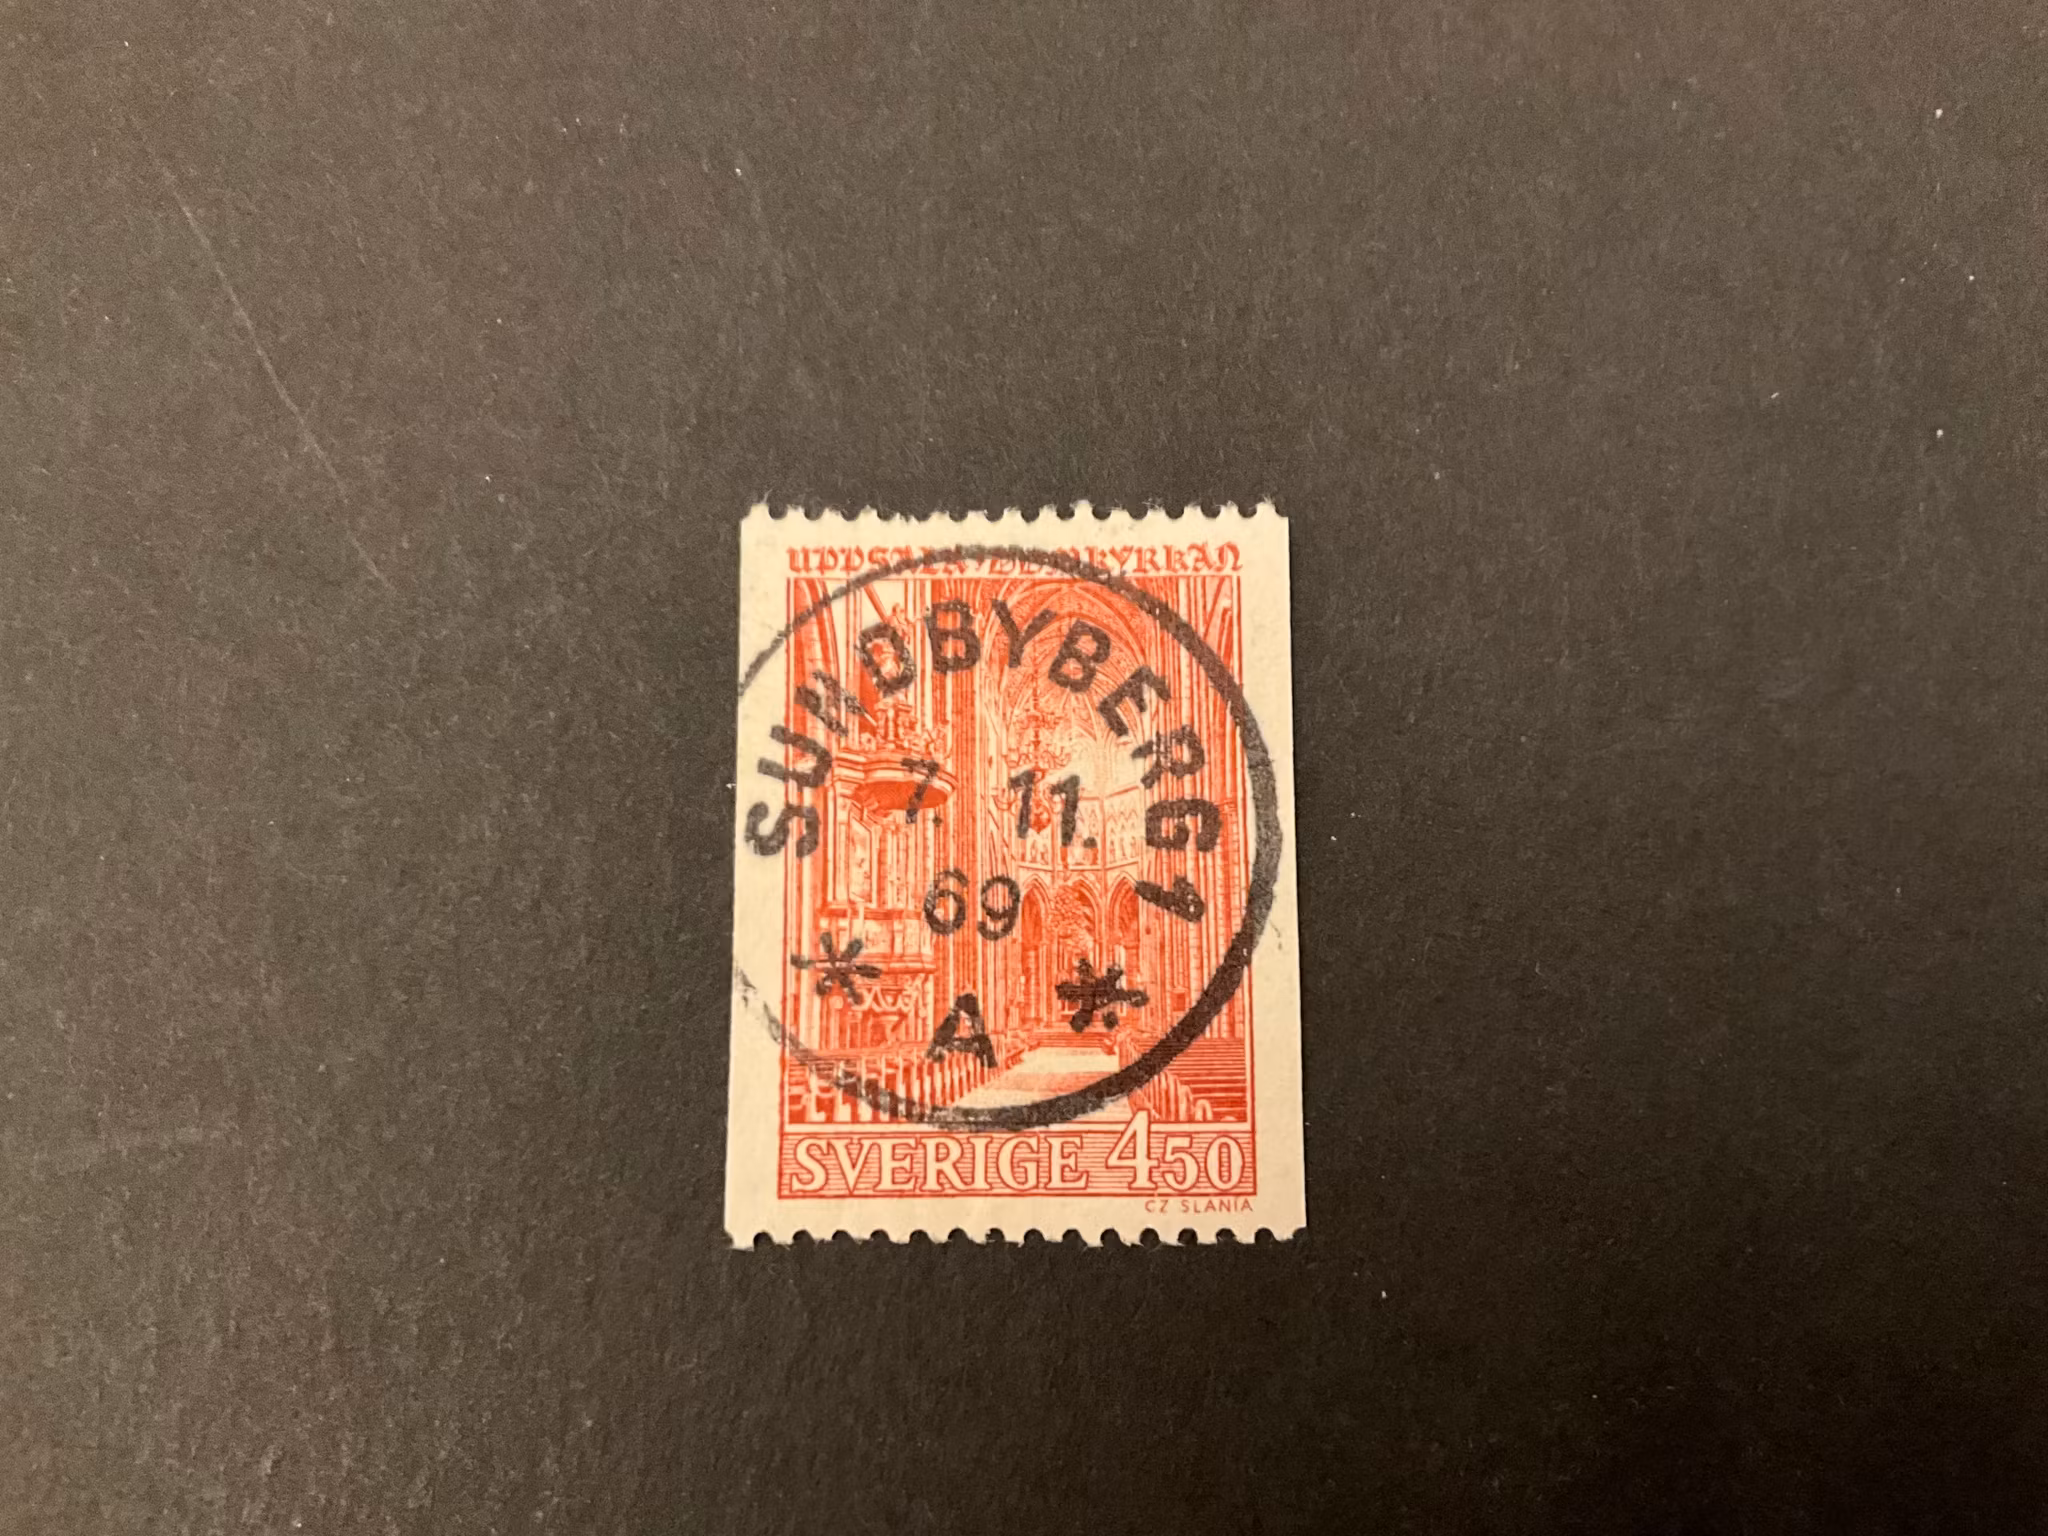 UPPSALA DOMKYRKAN
SUNDBYBERG 1
7. 11.
69
* A *
SVERIGE 450
CZ SLANIA